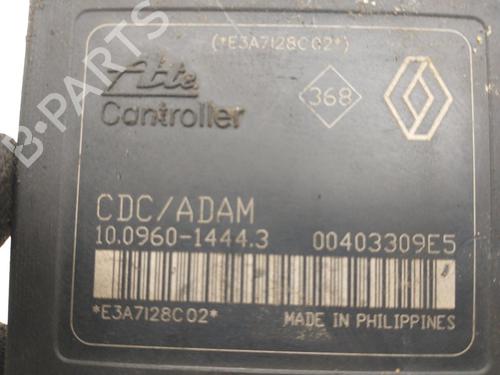 (*E3A7128C02*)
Ate
Controller
368
CDC/ADAM
10.0960-1444.3 00403309E5
*E3A7128C02*
MADE IN PHILIPPINES
B-PARTS